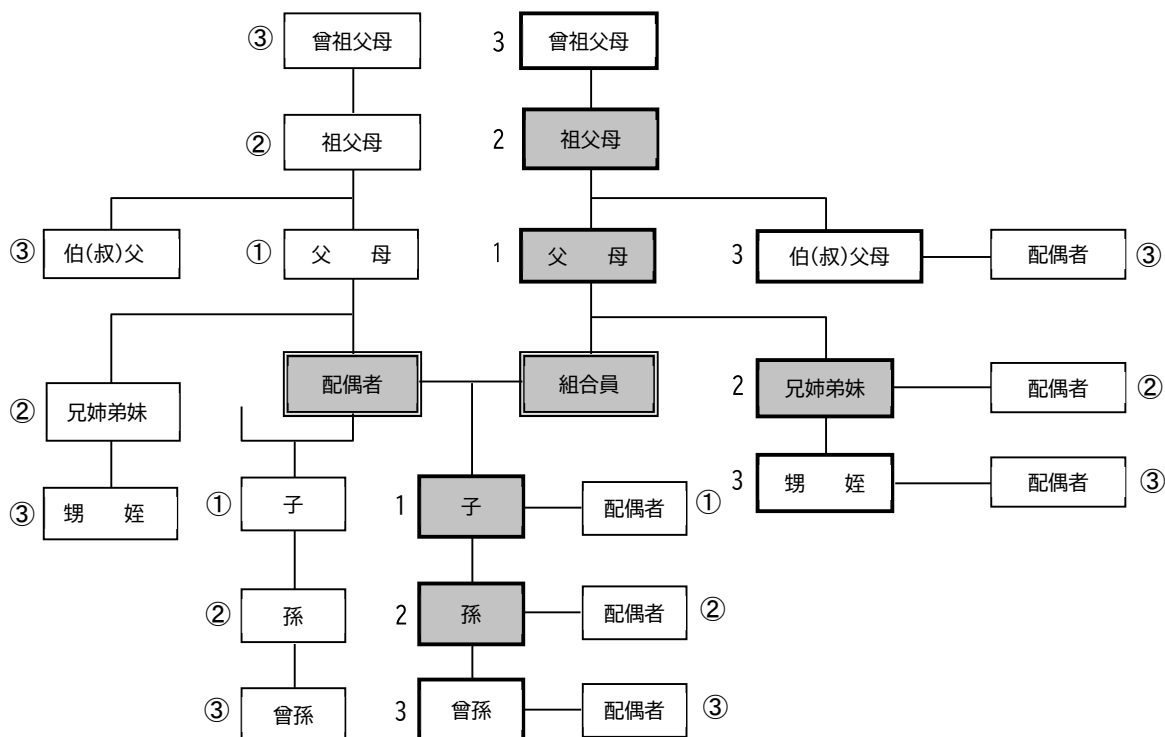 ③ 曾祖父母 3 曾祖父母
② 祖父母 2 祖父母
③ 伯(叔)父 ① 父 母 1 父 母 3 伯(叔)父母 配偶者 ③
配偶者 組合員
② 兄姉弟妹 2 兄姉弟妹 配偶者 ②
③ 甥 姪 ① 子 1 子 配偶者 ① 3 甥 姪 配偶者 ③
② 孫 2 孫 配偶者 ②
③ 曾孫 3 曾孫 配偶者 ③